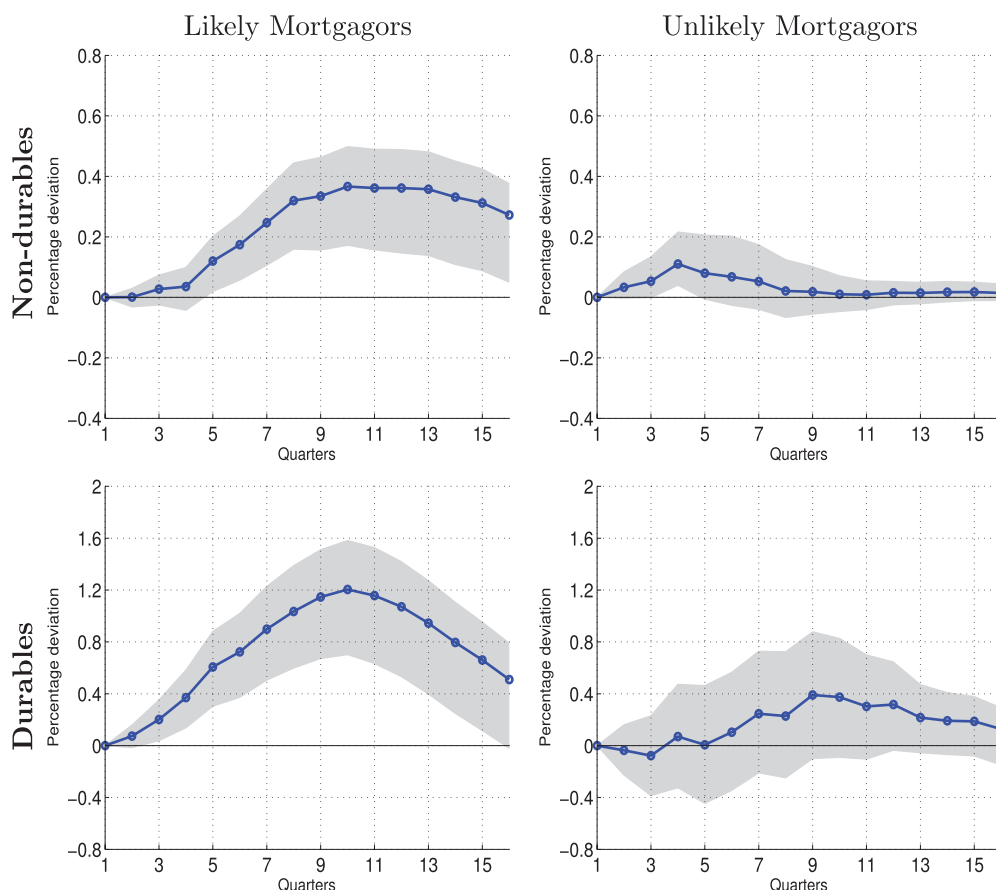 Likely Mortgagors
Unlikely Mortgagors
Non-durables
Percentage deviation
0.8
0.6
0.4
0.2
0
−0.2
−0.4
1 3 5 7 9 11 13 15
Quarters
Percentage deviation
0.8
0.6
0.4
0.2
0
−0.2
−0.4
1 3 5 7 9 11 13 15
Quarters
Durables
Percentage deviation
2
1.6
1.2
0.8
0.4
0
−0.4
−0.8
1 3 5 7 9 11 13 15
Quarters
Percentage deviation
2
1.6
1.2
0.8
0.4
0
−0.4
−0.8
1 3 5 7 9 11 13 15
Quarters